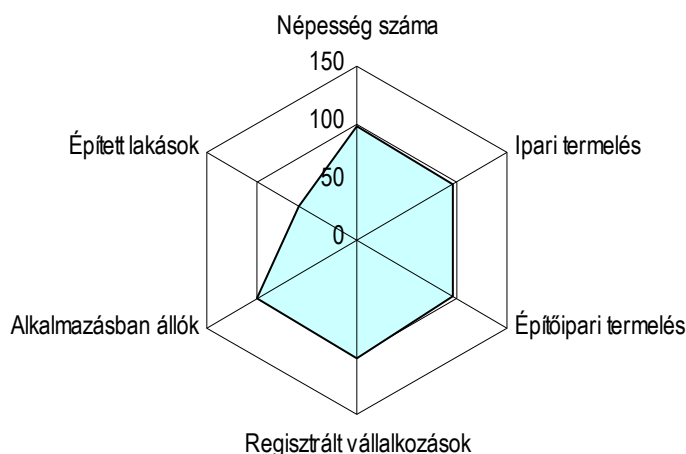 Népesség száma
150
100
50
0
Ipari termelés
Építőipari termelés
Regisztrált vállalkozások
Alkalmazásban állók
Épített lakások